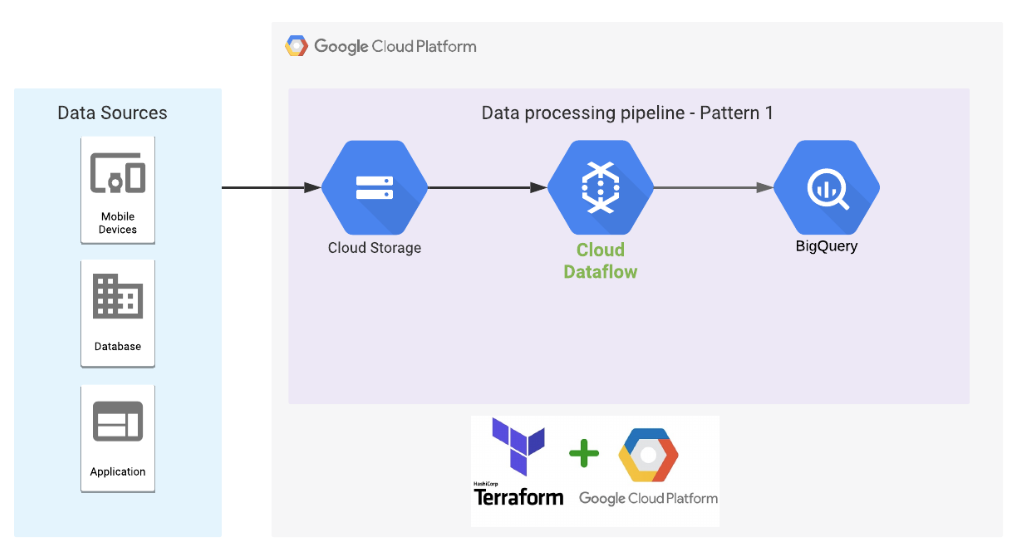 Google Cloud Platform
Data Sources
Mobile
Devices
Database
Application
Data processing pipeline - Pattern 1
Cloud Storage
Cloud
Dataflow
BigQuery
HashiCorp
Terraform
Google Cloud Platform